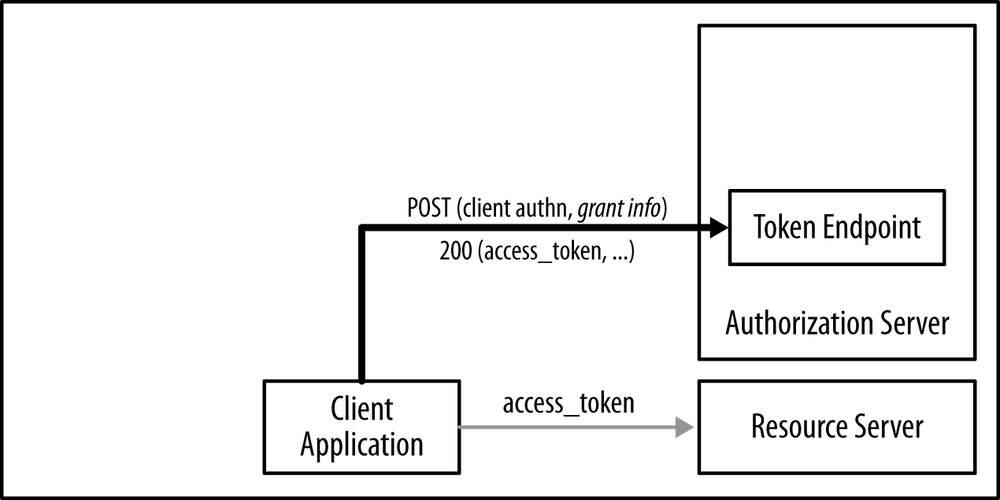 POST (client authn, grant info)
200 (access_token, ...)
Token Endpoint
Authorization Server
Client
Application
access_token
Resource Server